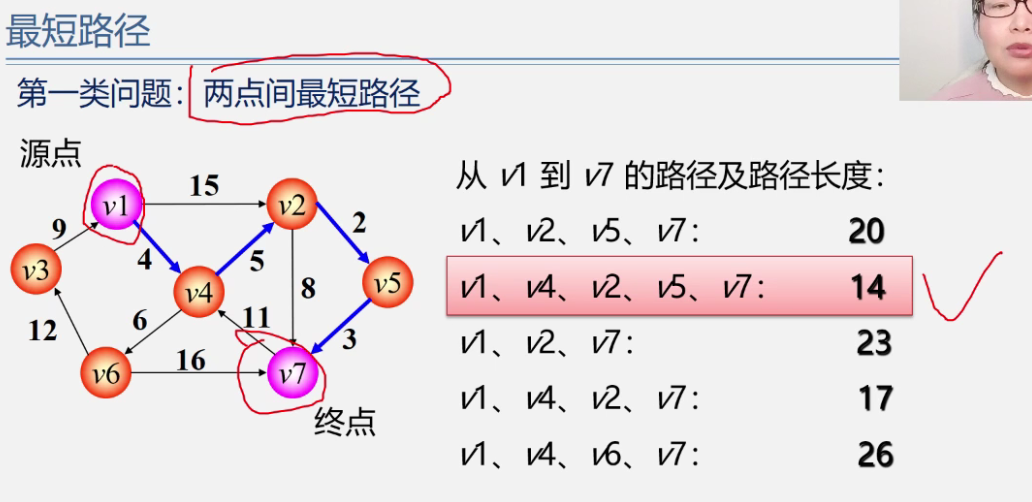 最短路径
第一类问题：两点间最短路径
源点
v1
15
v2
9
2
v3
4
5
v4
8
v5
6
11
12
3
v6
16
v7
终点
从 v1 到 v7 的路径及路径长度：
v1、v2、v5、v7： 20
v1、v4、v2、v5、v7： 14
v1、v2、v7： 23
v1、v4、v2、v7： 17
v1、v4、v6、v7： 26